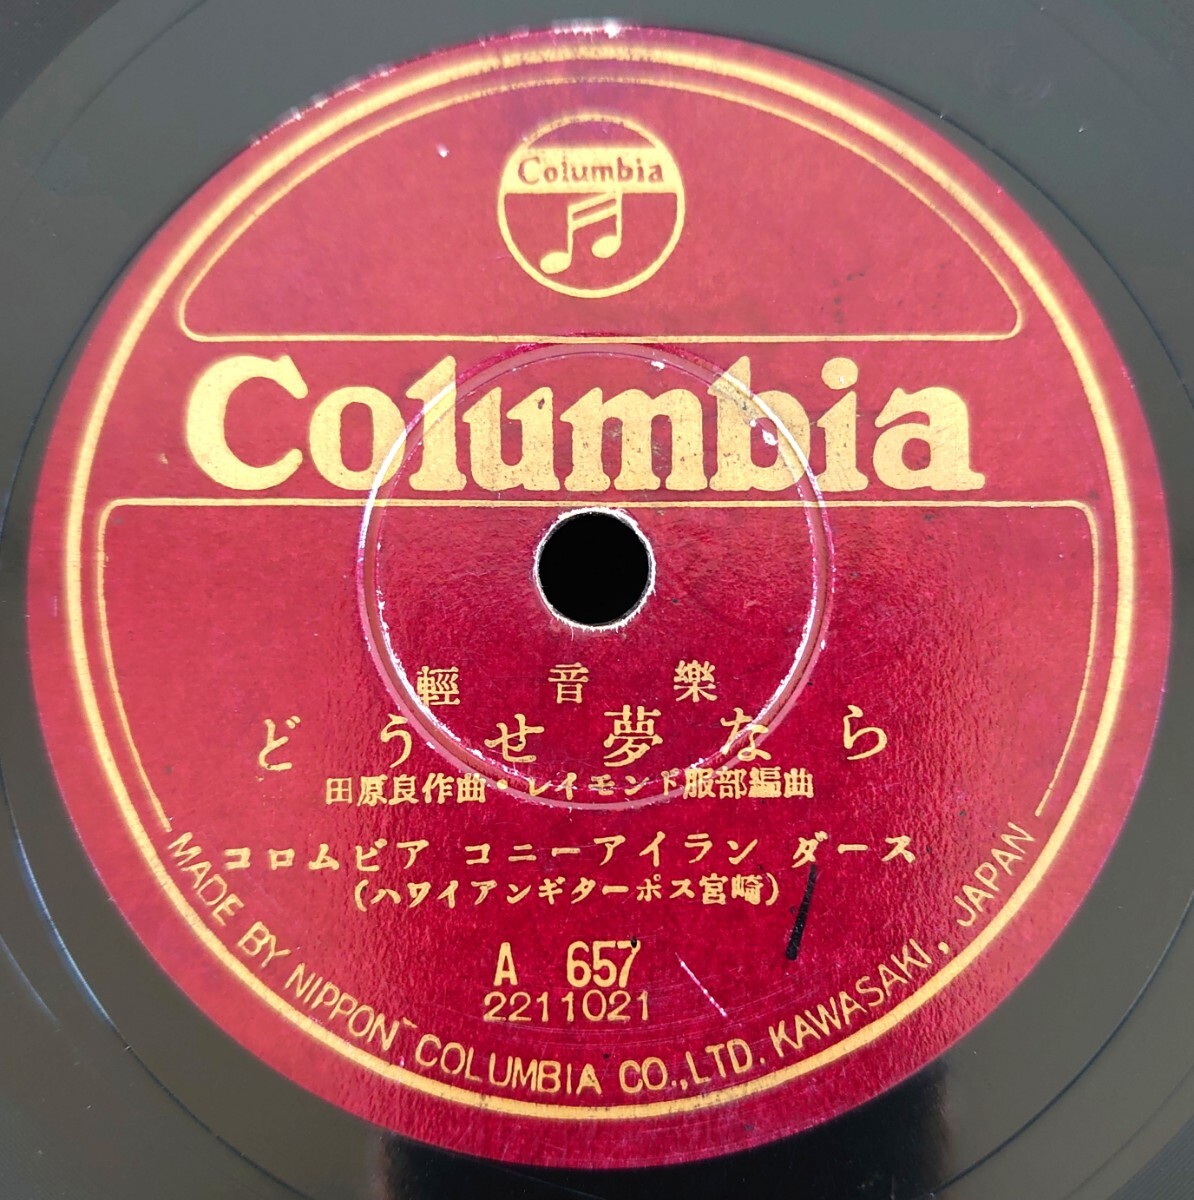 Columbia
Columbia
輕音樂
どうせ夢なら
田原良作曲・レイモンド服部編曲
コロムビア コニーアイランダース
(ハワイアンギターポス宮崎)
A 657
2211021
MADE BY NIPPON COLUMBIA CO., LTD. KAWASAKI, JAPAN